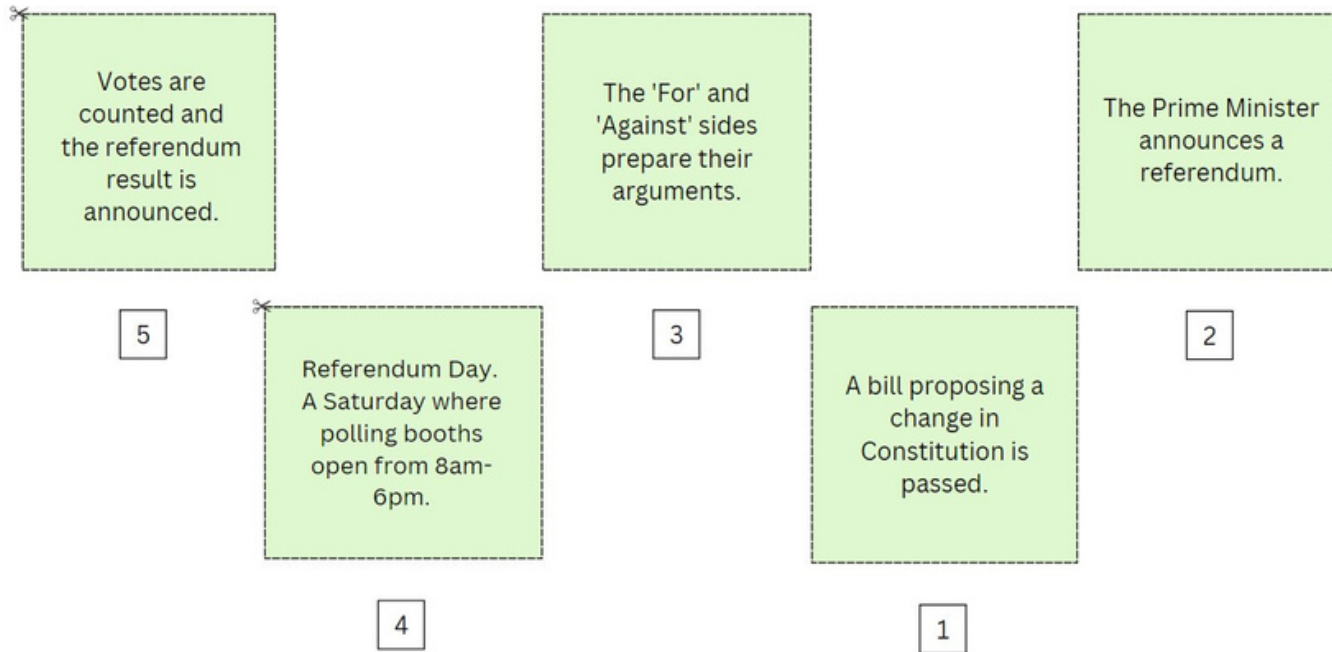 Votes are
counted and
the referendum
result is
announced.
5
The 'For' and
'Against' sides
prepare their
arguments.
3
The Prime Minister
announces a
referendum.
2
Referendum Day.
A Saturday where
polling booths
open from 8am-
6pm.
4
A bill proposing a
change in
Constitution is
passed.
1